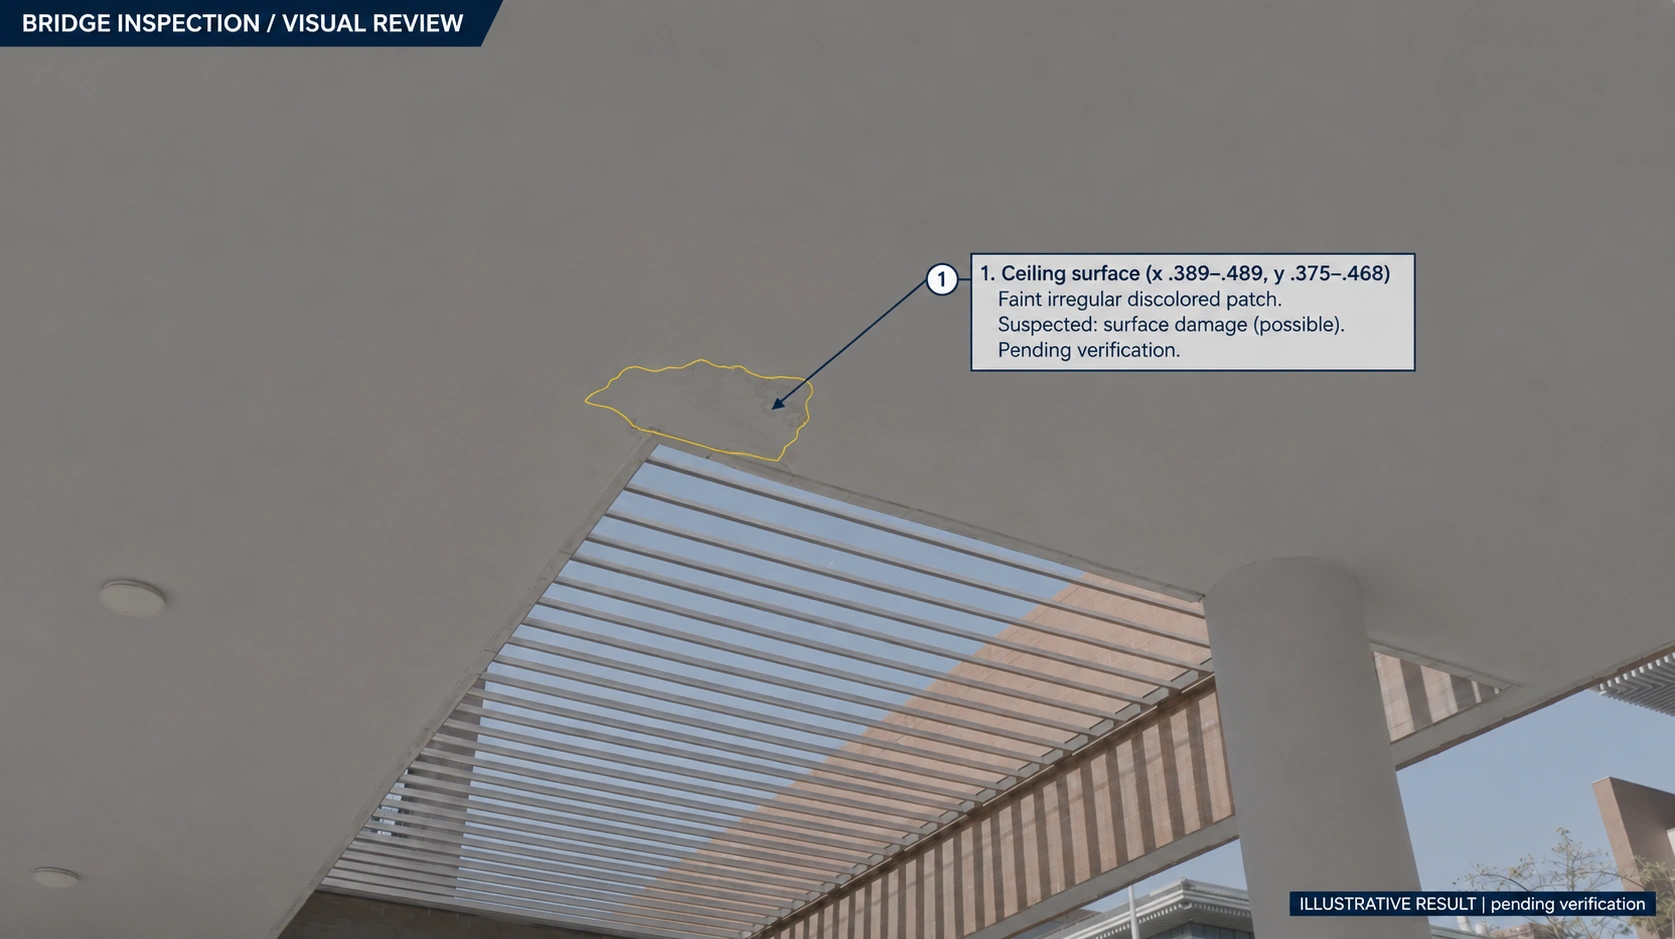 BRIDGE INSPECTION / VISUAL REVIEW
1
1. Ceiling surface (x .389–.489, y .375–.468)
Faint irregular discolored patch.
Suspected: surface damage (possible).
Pending verification.
ILLUSTRATIVE RESULT | pending verification